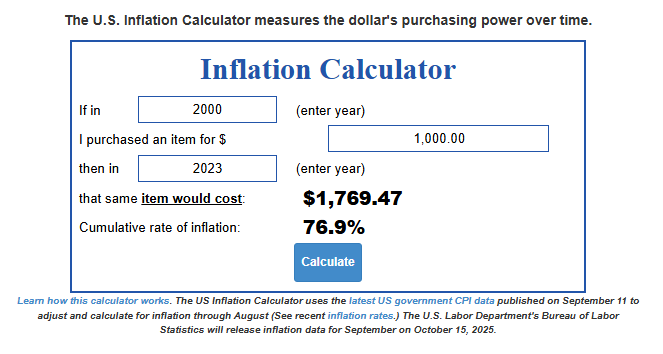 The U.S. Inflation Calculator measures the dollar's purchasing power over time.
Inflation Calculator
If in 2000 (enter year)
I purchased an item for $ 1,000.00
then in 2023 (enter year)
that same item would cost: $1,769.47
Cumulative rate of inflation: 76.9%
Calculate
Learn how this calculator works. The US Inflation Calculator uses the latest US government CPI data published on September 11 to
adjust and calculate for inflation through August (See recent inflation rates.) The U.S. Labor Department's Bureau of Labor
Statistics will release inflation data for September on October 15, 2025.